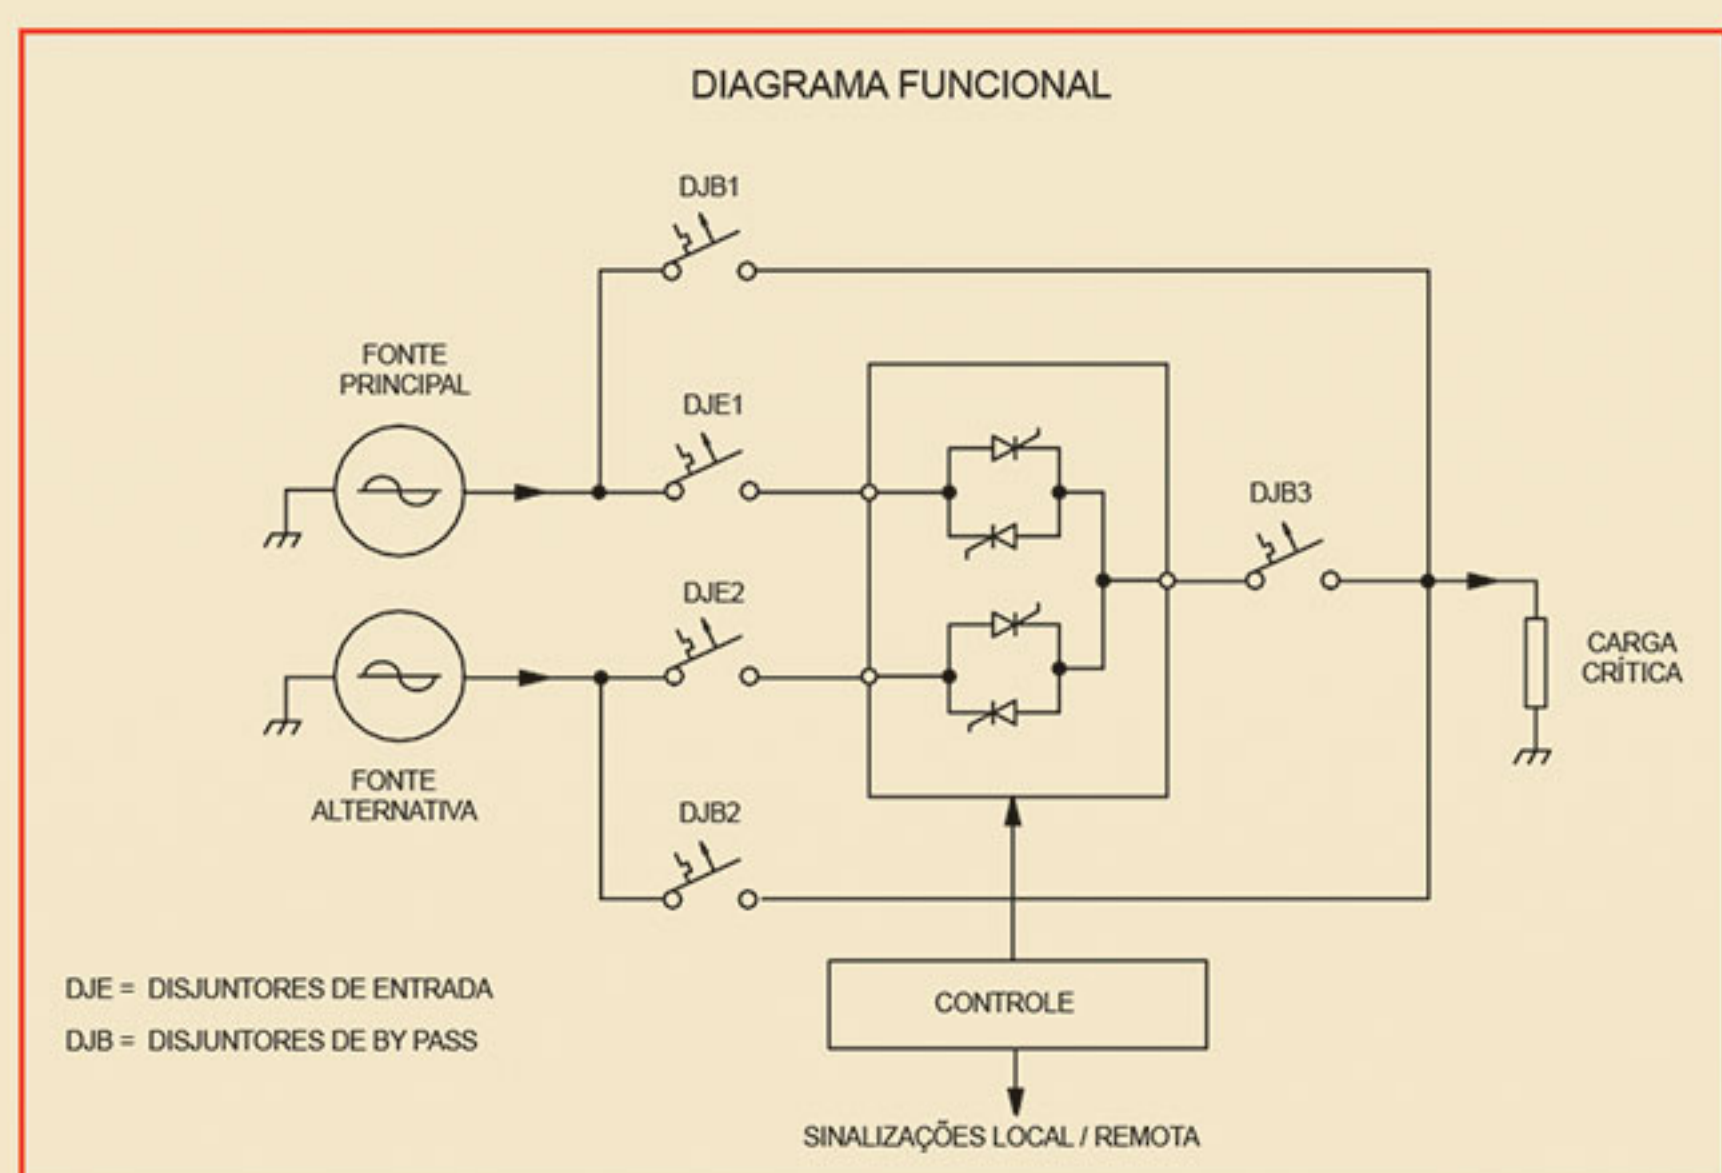 DIAGRAMA FUNCIONAL
DJB1
FONTE
PRINCIPAL
DJE1
DJB3
DJE2
CARGA
CRÍTICA
FONTE
ALTERNATIVA
DJB2
DJE = DISJUNTORES DE ENTRADA
DJB = DISJUNTORES DE BY PASS
CONTROLE
SINALIZAÇÕES LOCAL / REMOTA